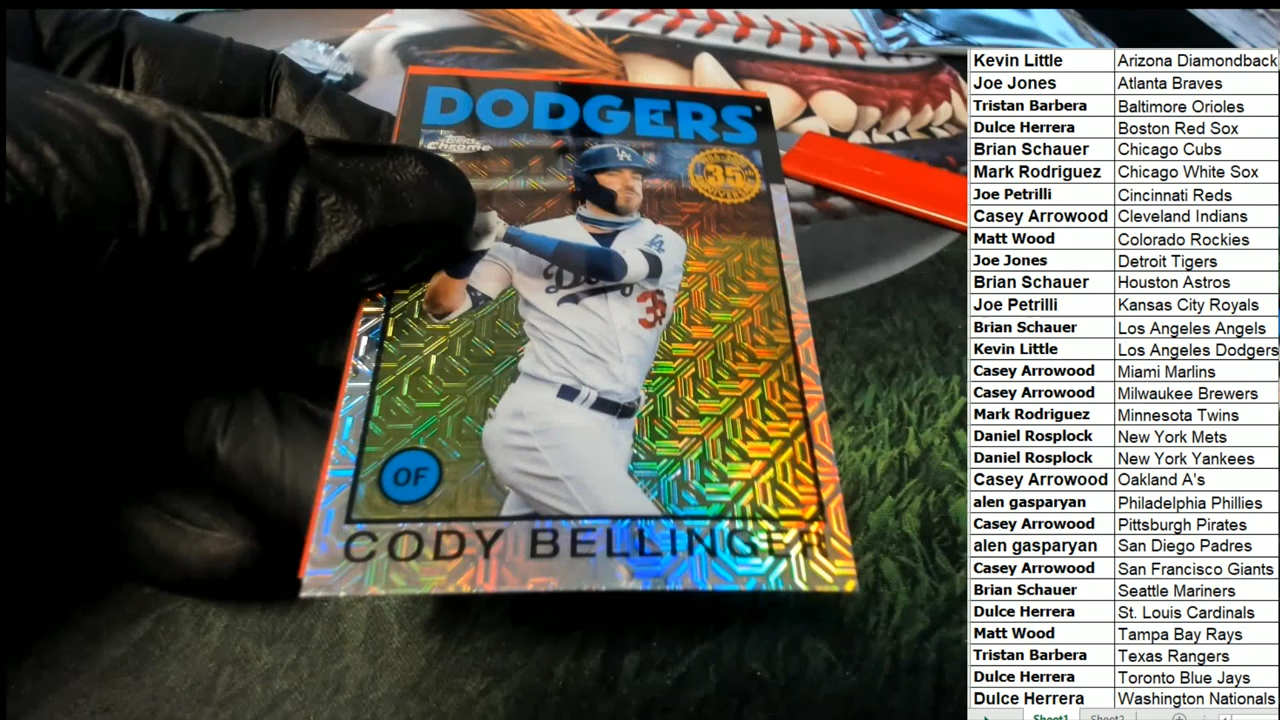 DODGERS
Topps
Chrome
35
LA
LA
Dodgers
35
OF
CODY BELLINGER
Kevin Little Arizona Diamondback
Joe Jones Atlanta Braves
Tristan Barbera Baltimore Orioles
Dulce Herrera Boston Red Sox
Brian Schauer Chicago Cubs
Mark Rodriguez Chicago White Sox
Joe Petrilli Cincinnati Reds
Casey Arrowood Cleveland Indians
Matt Wood Colorado Rockies
Joe Jones Detroit Tigers
Brian Schauer Houston Astros
Joe Petrilli Kansas City Royals
Brian Schauer Los Angeles Angels
Kevin Little Los Angeles Dodgers
Casey Arrowood Miami Marlins
Casey Arrowood Milwaukee Brewers
Mark Rodriguez Minnesota Twins
Daniel Rosplock New York Mets
Daniel Rosplock New York Yankees
Casey Arrowood Oakland A's
alen gasparyan Philadelphia Phillies
Casey Arrowood Pittsburgh Pirates
alen gasparyan San Diego Padres
Casey Arrowood San Francisco Giants
Brian Schauer Seattle Mariners
Dulce Herrera St. Louis Cardinals
Matt Wood Tampa Bay Rays
Tristan Barbera Texas Rangers
Dulce Herrera Toronto Blue Jays
Dulce Herrera Washington Nationals
Sheet1 Sheet2